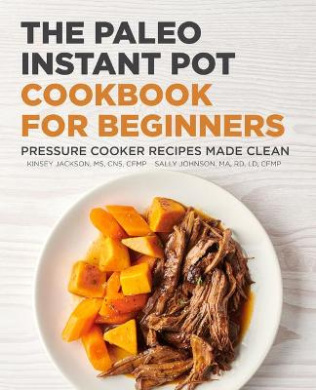 THE PALEO
INSTANT POT
COOKBOOK
FOR BEGINNERS
PRESSURE COOKER RECIPES MADE CLEAN
KINSEY JACKSON, MS, CNS, CFMP SALLY JOHNSON, MA, RD, LD, CFMP